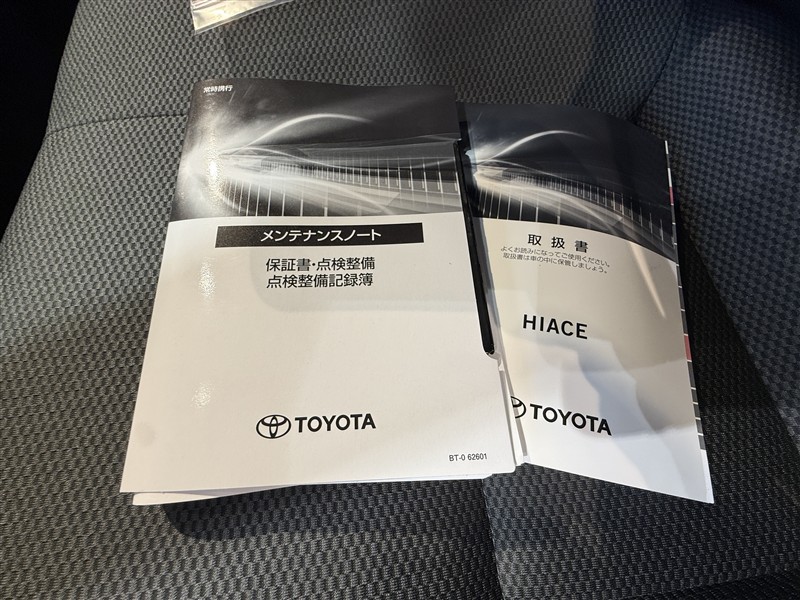 常時携行
メンテナンスノート
保証書・点検整備
点検整備記録簿
TOYOTA
BT-0 62601
取扱書
よくお読みになってご使用ください。
取扱書は車の中に保管しましょう。
HIACE
TOYOTA